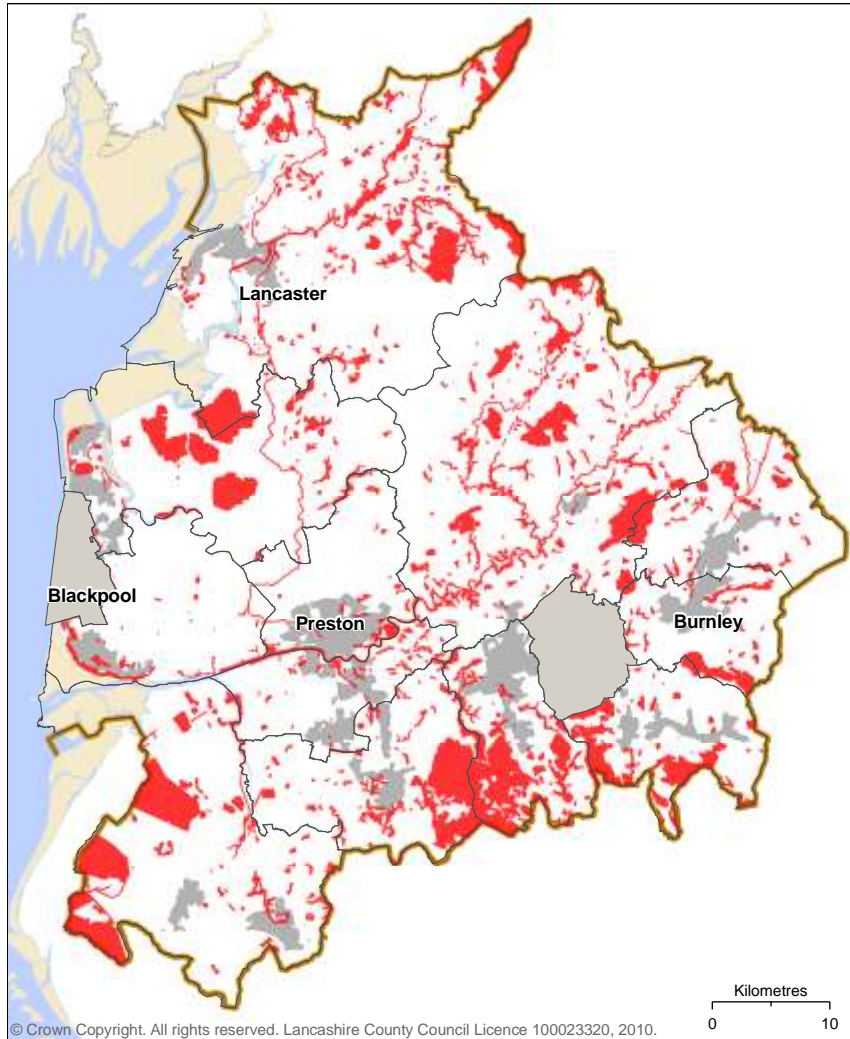 Lancaster
Blackpool
Preston
Burnley
Kilometres
0 10
© Crown Copyright. All rights reserved. Lancashire County Council Licence 100023320, 2010.